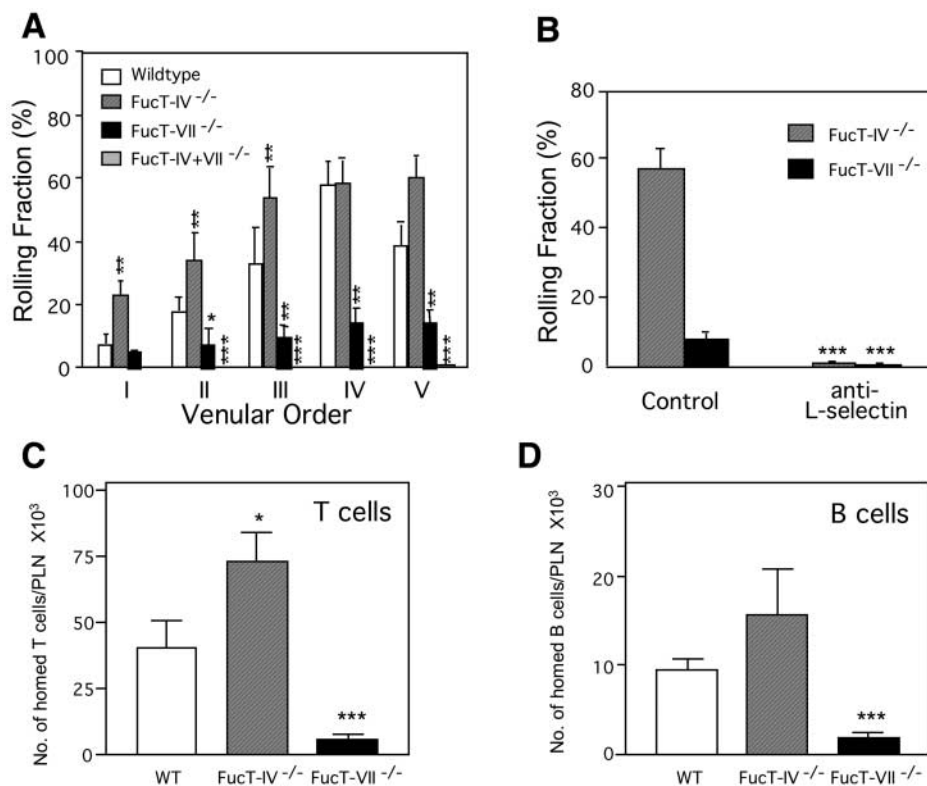 A
100
80
60
40
20
0
Rolling Fraction (%)
Wildtype
FucT-IV -/-
FucT-VII -/-
FucT-IV+VII -/-
**
**
*
***
**
**
***
**
***
**
***
I II III IV V
Venular Order
B
80
60
40
20
0
Rolling Fraction (%)
FucT-IV -/-
FucT-VII -/-
*** ***
Control
anti-
L-selectin
C
100
75
50
25
0
No. of homed T cells/PLN X10³
T cells
*
***
WT FucT-IV -/- FucT-VII -/-
D
30
20
10
0
No. of homed B cells/PLN X10³
B cells
***
WT FucT-IV -/- FucT-VII -/-